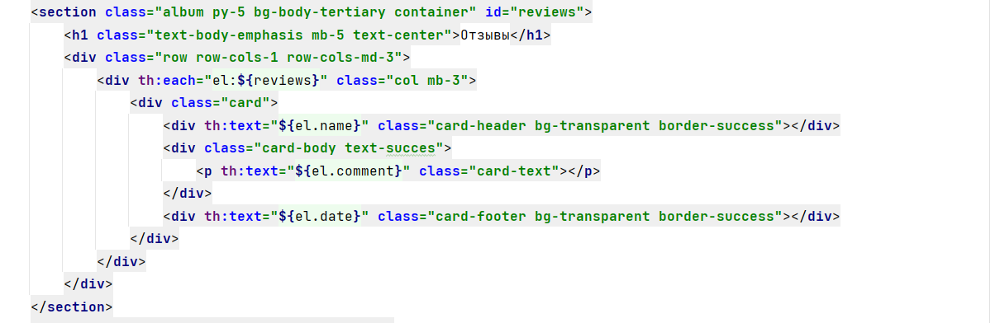 <section class="album py-5 bg-body-tertiary container" id="reviews">
<h1 class="text-body-emphasis mb-5 text-center">Отзывы</h1>
<div class="row row-cols-1 row-cols-md-3">
<div th:each="el:${reviews}" class="col mb-3">
<div class="card">
<div th:text="${el.name}" class="card-header bg-transparent border-success"></div>
<div class="card-body text-succes">
<p th:text="${el.comment}" class="card-text"></p>
</div>
<div th:text="${el.date}" class="card-footer bg-transparent border-success"></div>
</div>
</div>
</div>
</section>